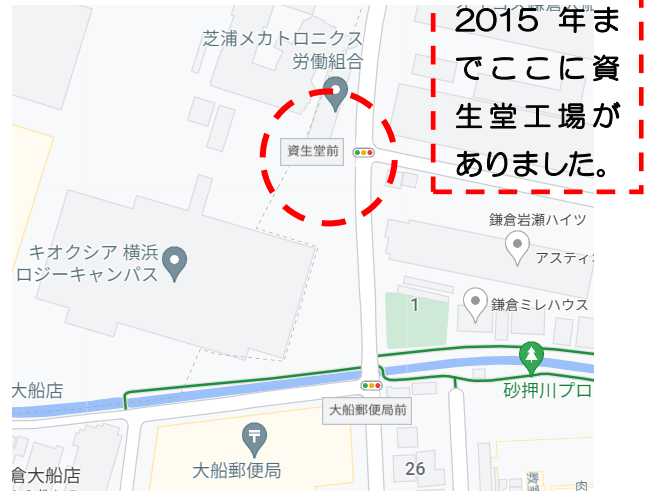 2015 年ま
でここに資
生堂工場が
ありました。
芝浦メカトロニクス
労働組合
資生堂前
鎌倉岩瀬ハイツ
アスティ
キオクシア 横浜
ロジーキャンパス
1
鎌倉ミレハウス
大船店
砂押川プロ
大船郵便局前
大船郵便局
26
倉大船店
肉